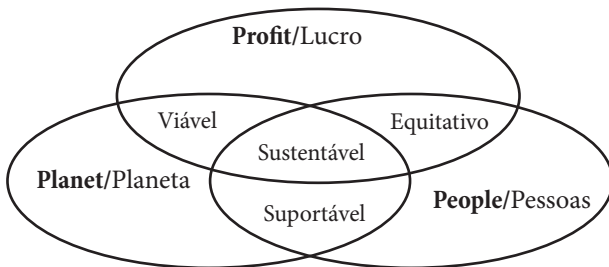 Profit/Lucro
Viável
Equitativo
Sustentável
Planet/Planeta
People/Pessoas
Suportável